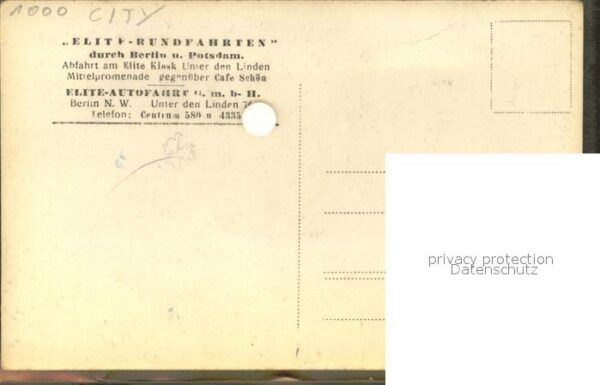 1000 CITY
„ELITE-RUNDFAHRTEN"
durch Berlin u. Potsdam.
Abfahrt am Elite Kiosk Unter den Linden
Mittelpromenade gegenüber Cafe Schön
ELITE-AUTOFAHRT G. m. b. H.
Berlin N. W. Unter den Linden
Telefon: Centrum 580 u 4335
privacy protection
Datenschutz